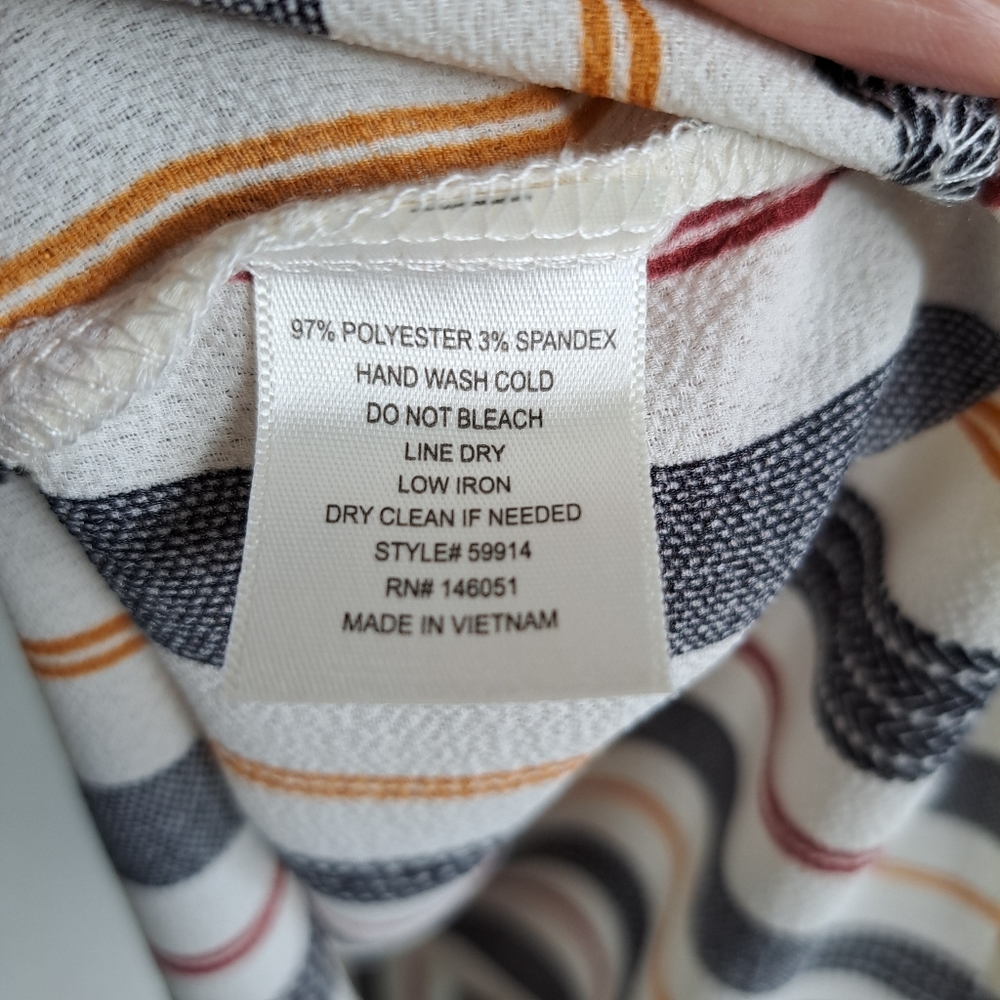 97% POLYESTER 3% SPANDEX
HAND WASH COLD
DO NOT BLEACH
LINE DRY
LOW IRON
DRY CLEAN IF NEEDED
STYLE# 59914
RN# 146051
MADE IN VIETNAM